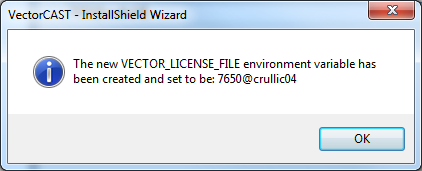 VectorCAST - InstallShield Wizard
The new VECTOR_LICENSE_FILE environment variable has
been created and set to be: 7650@crullic04
OK